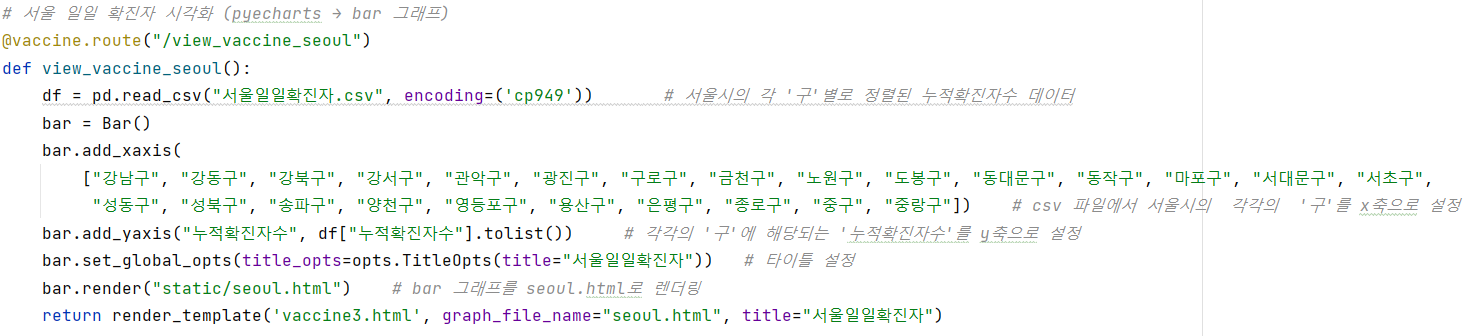 # 서울 일일 확진자 시각화 (pyecharts → bar 그래프)
@vaccine.route("/view_vaccine_seoul")
def view_vaccine_seoul():
    df = pd.read_csv("서울일일확진자.csv", encoding=('cp949'))       # 서울시의 각 '구'별로 정렬된 누적확진자수 데이터
    bar = Bar()
    bar.add_xaxis(
        ["강남구", "강동구", "강북구", "강서구", "관악구", "광진구", "구로구", "금천구", "노원구", "도봉구", "동대문구", "동작구", "마포구", "서대문구", "서초구",
         "성동구", "성북구", "송파구", "양천구", "영등포구", "용산구", "은평구", "종로구", "중구", "중랑구"])    # csv 파일에서 서울시의  각각의  '구'를 x축으로 설정
    bar.add_yaxis("누적확진자수", df["누적확진자수"].tolist())     # 각각의 '구'에 해당되는 '누적확진자수'를 y축으로 설정
    bar.set_global_opts(title_opts=opts.TitleOpts(title="서울일일확진자"))   # 타이틀 설정
    bar.render("static/seoul.html")    # bar 그래프를 seoul.html로 렌더링
    return render_template('vaccine3.html', graph_file_name="seoul.html", title="서울일일확진자")